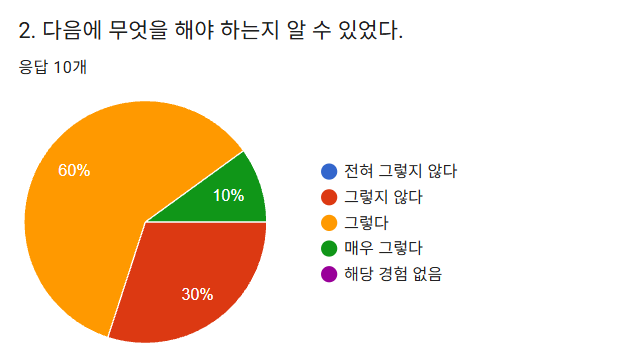 2. 다음에 무엇을 해야 하는지 알 수 있었다.
응답 10개
60%
10%
30%
전혀 그렇지 않다
그렇지 않다
그렇다
매우 그렇다
해당 경험 없음